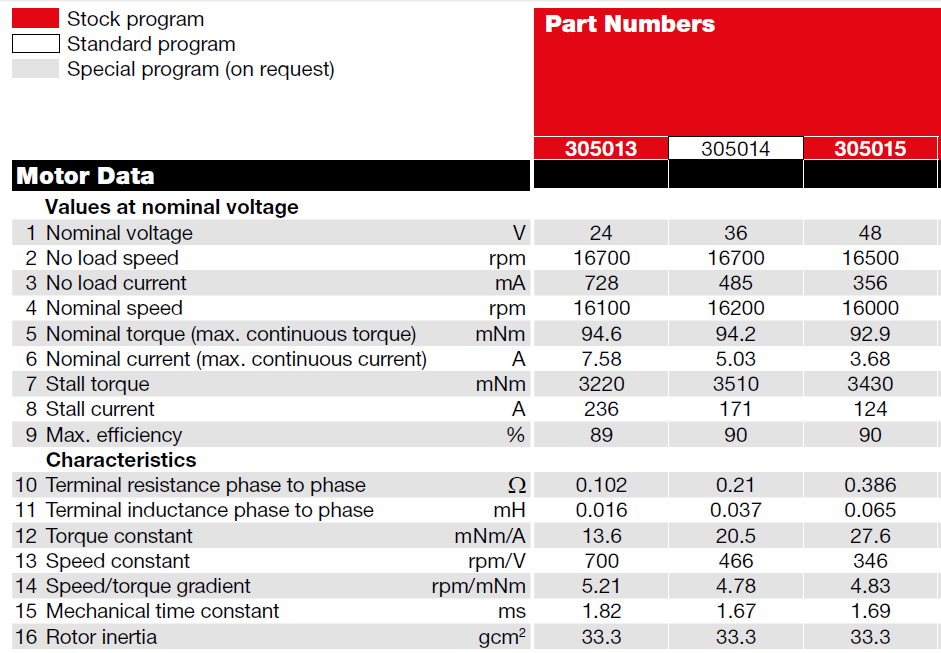 Stock program
Standard program
Special program (on request)
Part Numbers
305013 305014 305015
Motor Data
Values at nominal voltage
1 Nominal voltage V 24 36 48
2 No load speed rpm 16700 16700 16500
3 No load current mA 728 485 356
4 Nominal speed rpm 16100 16200 16000
5 Nominal torque (max. continuous torque) mNm 94.6 94.2 92.9
6 Nominal current (max. continuous current) A 7.58 5.03 3.68
7 Stall torque mNm 3220 3510 3430
8 Stall current A 236 171 124
9 Max. efficiency % 89 90 90
Characteristics
10 Terminal resistance phase to phase Ω 0.102 0.21 0.386
11 Terminal inductance phase to phase mH 0.016 0.037 0.065
12 Torque constant mNm/A 13.6 20.5 27.6
13 Speed constant rpm/V 700 466 346
14 Speed/torque gradient rpm/mNm 5.21 4.78 4.83
15 Mechanical time constant ms 1.82 1.67 1.69
16 Rotor inertia gcm² 33.3 33.3 33.3